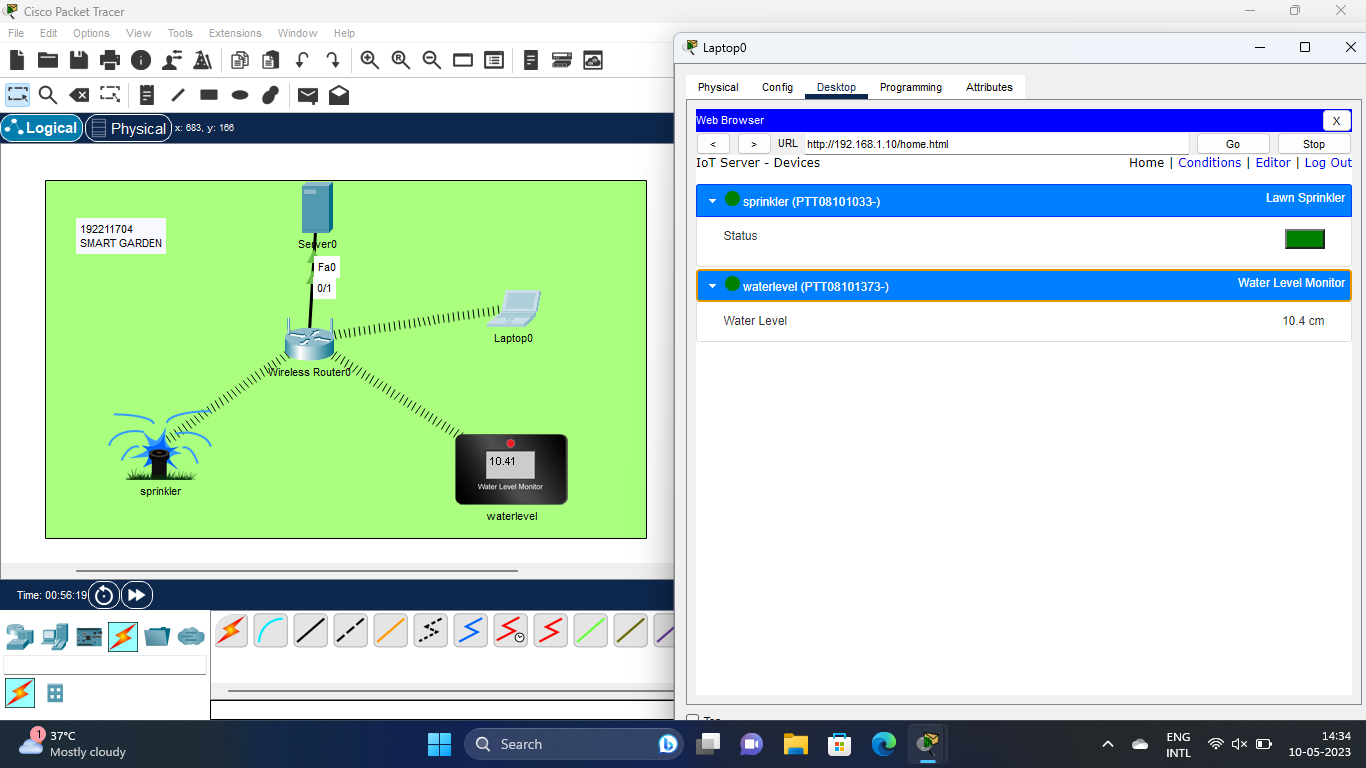 Cisco Packet Tracer
File Edit Options View Tools Extensions Window Help
Logical
Physical
x: 683, y: 166
192211704
SMART GARDEN
Server0
Fa0
0/1
Laptop0
Wireless Router0
sprinkler
10.41
Water Level Monitor
waterlevel
Time: 00:56:19
Laptop0
Physical Config Desktop Programming Attributes
Web Browser
X
< > URL http://192.168.1.10/home.html Go Stop
IoT Server - Devices
Home | Conditions | Editor | Log Out
sprinkler (PTT08101033-) Lawn Sprinkler
Status
waterlevel (PTT08101373-) Water Level Monitor
Water Level 10.4 cm
1
37°C
Mostly cloudy
Search
ENG
INTL
14:34
10-05-2023